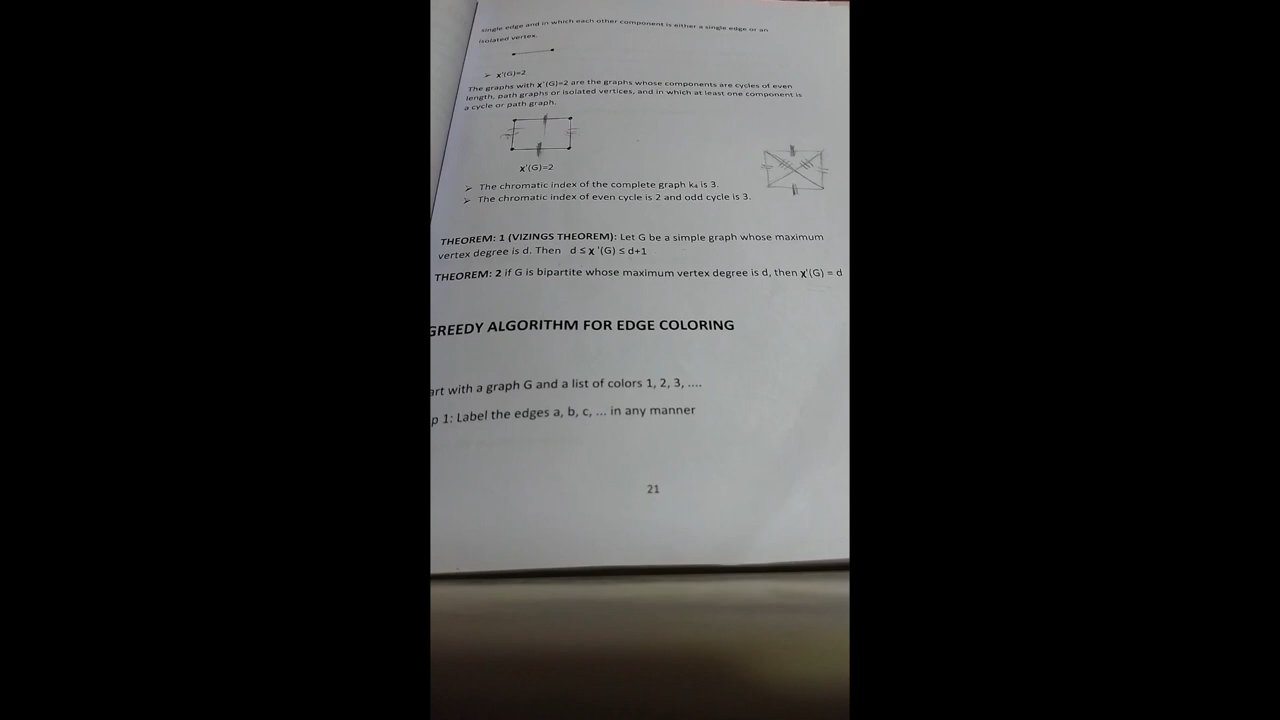 single edge and in which each other component is either a single edge or an
isolated vertex.
➢ χ'(G)=2
The graphs with χ'(G)=2 are the graphs whose components are cycles of even
length, path graphs or isolated vertices, and in which at least one component is
a cycle or path graph.
χ'(G)=2
➢ The chromatic index of the complete graph k₄ is 3.
➢ The chromatic index of even cycle is 2 and odd cycle is 3.
THEOREM: 1 (VIZINGS THEOREM): Let G be a simple graph whose maximum
vertex degree is d. Then d ≤ χ '(G) ≤ d+1
THEOREM: 2 if G is bipartite whose maximum vertex degree is d, then χ'(G) = d
GREEDY ALGORITHM FOR EDGE COLORING
art with a graph G and a list of colors 1, 2, 3, ....
p 1: Label the edges a, b, c, ... in any manner
21